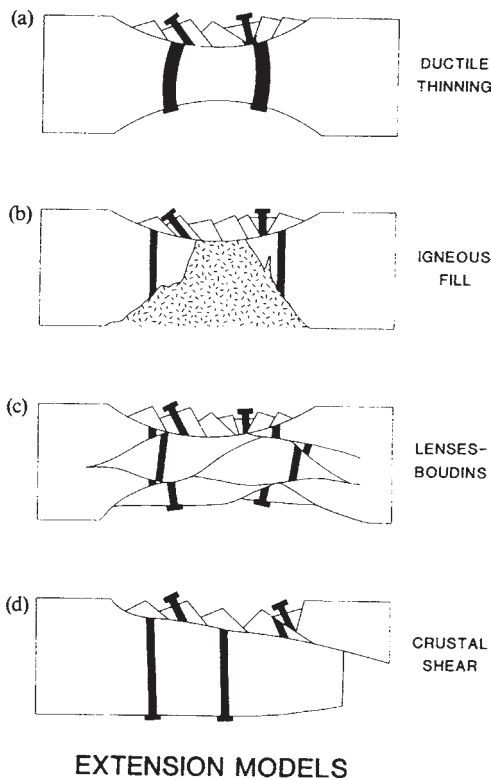 (a)
DUCTILE
THINNING
(b)
IGNEOUS
FILL
(c)
LENSES-
BOUDINS
(d)
CRUSTAL
SHEAR
EXTENSION MODELS